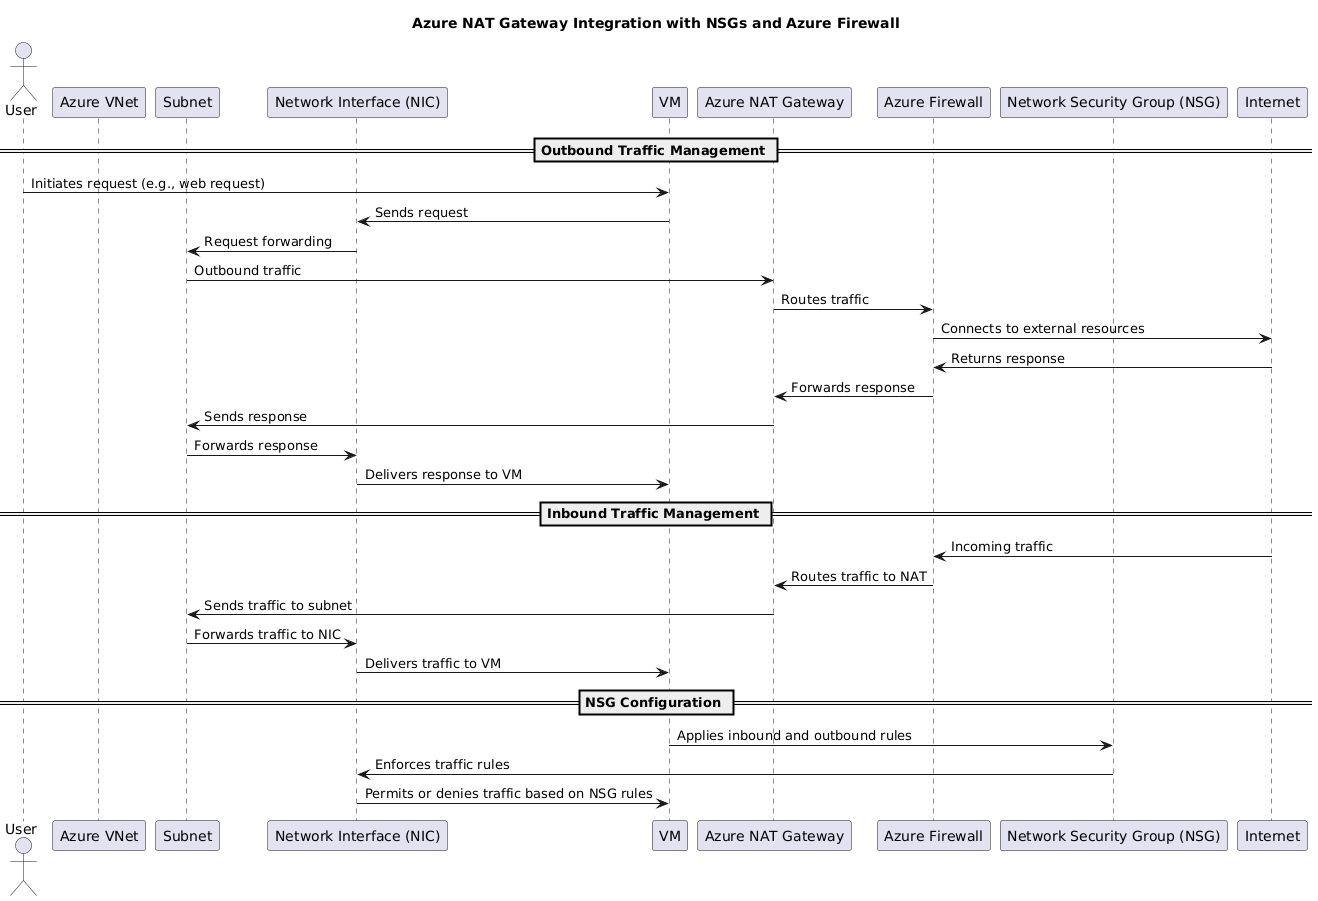 Azure NAT Gateway Integration with NSGs and Azure Firewall
User
Azure VNet
Subnet
Network Interface (NIC)
VM
Azure NAT Gateway
Azure Firewall
Network Security Group (NSG)
Internet
Outbound Traffic Management
Initiates request (e.g., web request)
Sends request
Request forwarding
Outbound traffic
Routes traffic
Connects to external resources
Returns response
Forwards response
Sends response
Forwards response
Delivers response to VM
Inbound Traffic Management
Incoming traffic
Routes traffic to NAT
Sends traffic to subnet
Forwards traffic to NIC
Delivers traffic to VM
NSG Configuration
Applies inbound and outbound rules
Enforces traffic rules
Permits or denies traffic based on NSG rules
User
Azure VNet
Subnet
Network Interface (NIC)
VM
Azure NAT Gateway
Azure Firewall
Network Security Group (NSG)
Internet